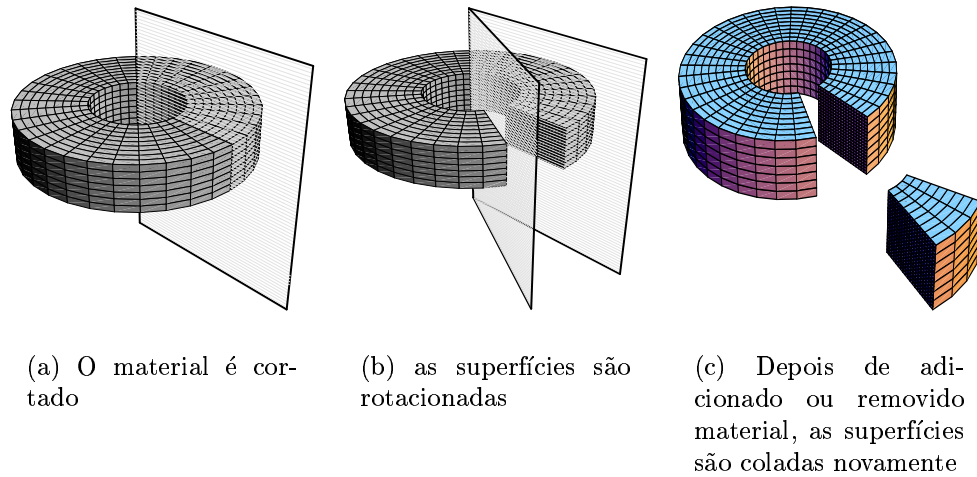 (a) O material é cor-
tado
(b) as superfícies são
rotacionadas
(c) Depois de adi-
cionado ou removido
material, as superfícies
são coladas novamente